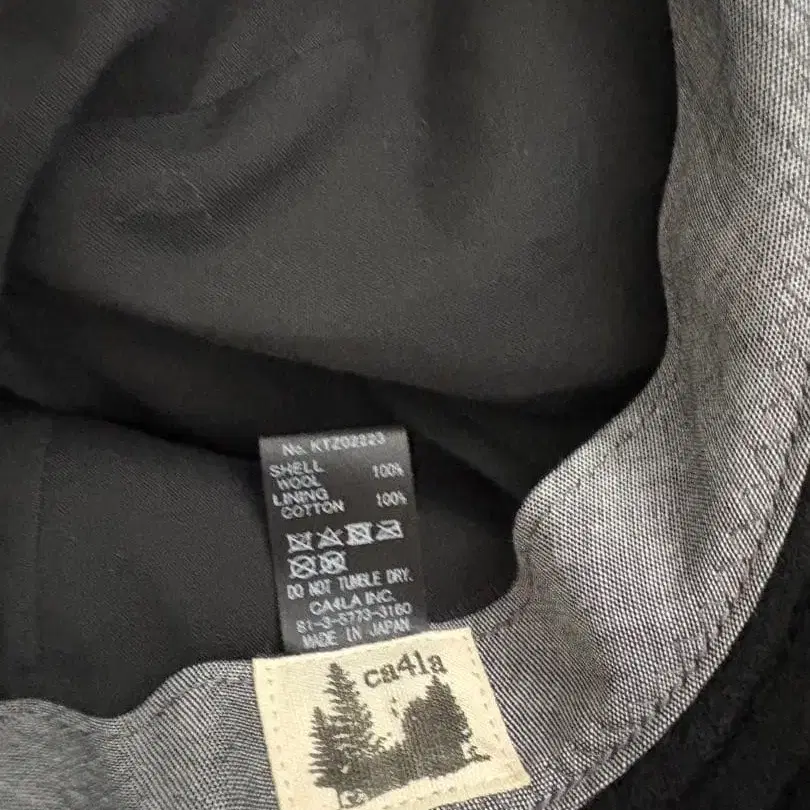 No. KTZ02223
SHELL
WOOL 100%
LINING
COTTON 100%
DO NOT TUMBLE DRY.
CA4LA INC.
81-3-5773-3160
MADE IN JAPAN
ca4la